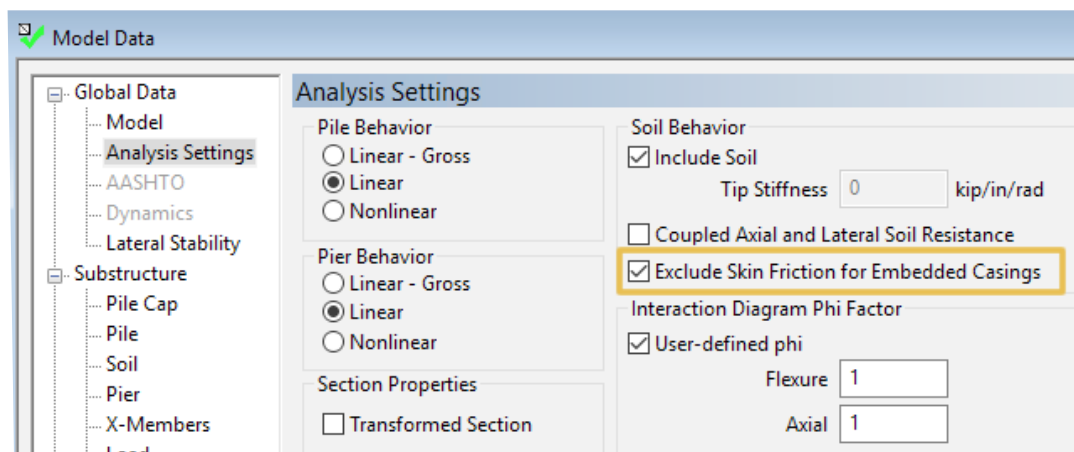 Model Data
Global Data
Model
Analysis Settings
AASHTO
Dynamics
Lateral Stability
Substructure
Pile Cap
Pile
Soil
Pier
X-Members
Analysis Settings
Pile Behavior
Linear - Gross
Linear
Nonlinear
Pier Behavior
Linear - Gross
Linear
Nonlinear
Section Properties
Transformed Section
Soil Behavior
Include Soil
Tip Stiffness 0 kip/in/rad
Coupled Axial and Lateral Soil Resistance
Exclude Skin Friction for Embedded Casings
Interaction Diagram Phi Factor
User-defined phi
Flexure 1
Axial 1